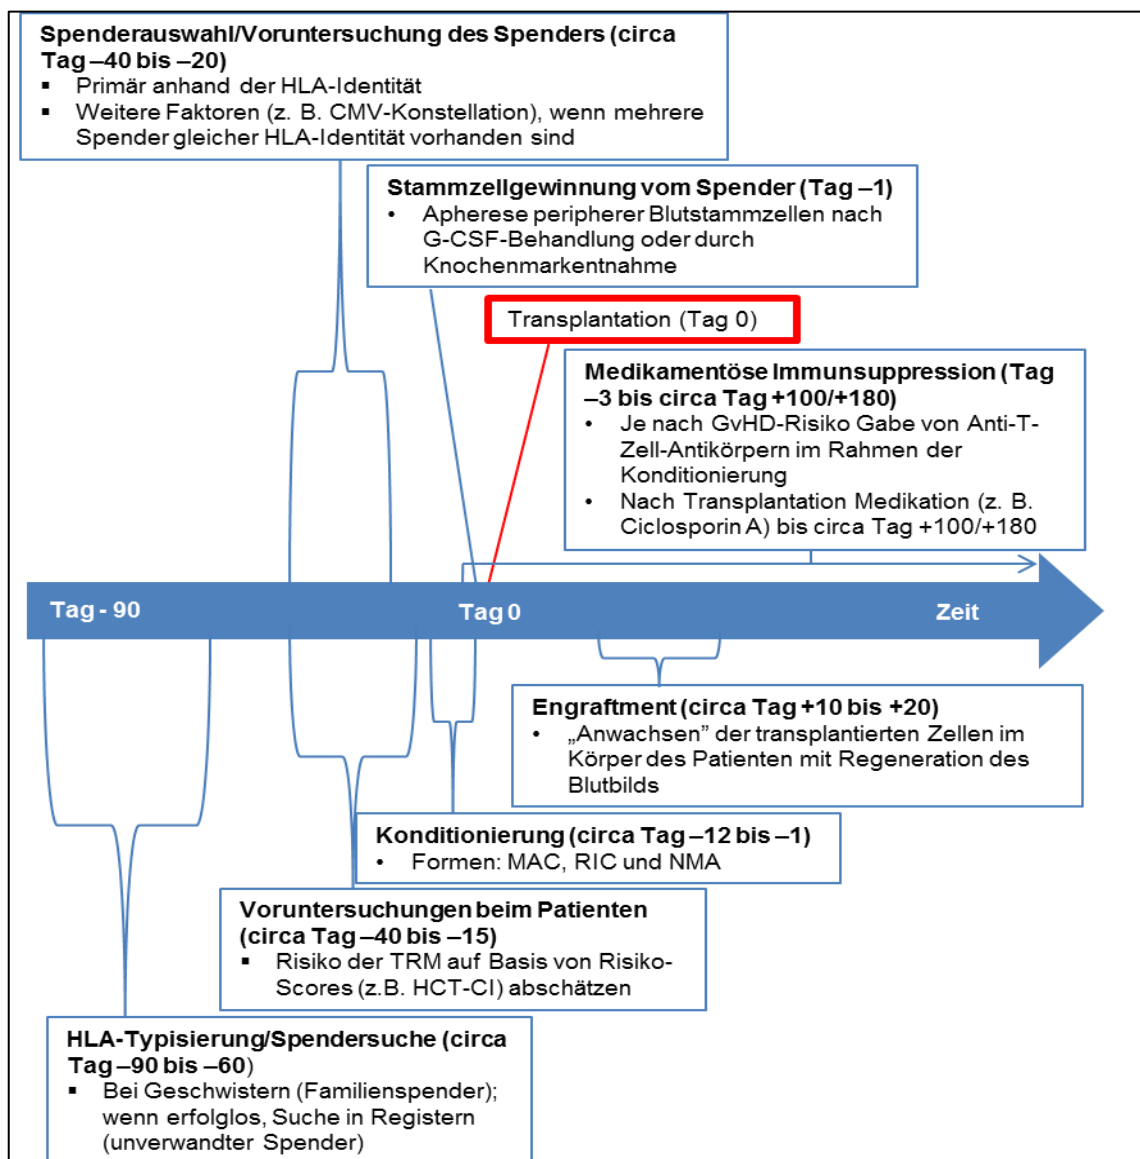 Spenderauswahl/Voruntersuchung des Spenders (circa
Tag –40 bis –20)
▪ Primär anhand der HLA-Identität
▪ Weitere Faktoren (z. B. CMV-Konstellation), wenn mehrere
Spender gleicher HLA-Identität vorhanden sind
Stammzellgewinnung vom Spender (Tag –1)
• Apherese peripherer Blutstammzellen nach
G-CSF-Behandlung oder durch
Knochenmarkentnahme
Transplantation (Tag 0)
Medikamentöse Immunsuppression (Tag
–3 bis circa Tag +100/+180)
• Je nach GvHD-Risiko Gabe von Anti-T-
Zell-Antikörpern im Rahmen der
Konditionierung
• Nach Transplantation Medikation (z. B.
Ciclosporin A) bis circa Tag +100/+180
Tag - 90 Tag 0 Zeit
Engraftment (circa Tag +10 bis +20)
• „Anwachsen” der transplantierten Zellen im
Körper des Patienten mit Regeneration des
Blutbilds
Konditionierung (circa Tag –12 bis –1)
• Formen: MAC, RIC und NMA
Voruntersuchungen beim Patienten
(circa Tag –40 bis –15)
▪ Risiko der TRM auf Basis von Risiko-
Scores (z.B. HCT-CI) abschätzen
HLA-Typisierung/Spendersuche (circa
Tag –90 bis –60)
▪ Bei Geschwistern (Familienspender);
wenn erfolglos, Suche in Registern
(unverwandter Spender)